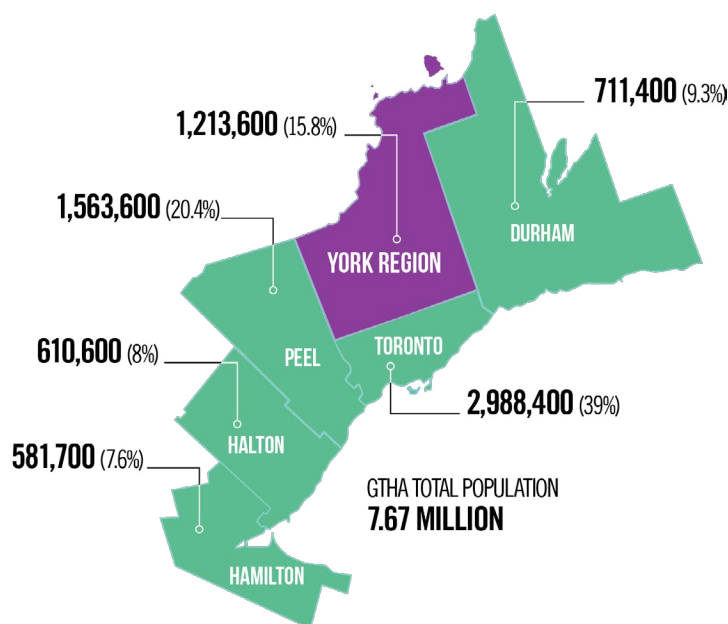 711,400 (9.3%)
1,213,600 (15.8%)
1,563,600 (20.4%)
DURHAM
YORK REGION
610,600 (8%)
PEEL
TORONTO
2,988,400 (39%)
HALTON
581,700 (7.6%)
GTHA TOTAL POPULATION
7.67 MILLION
HAMILTON